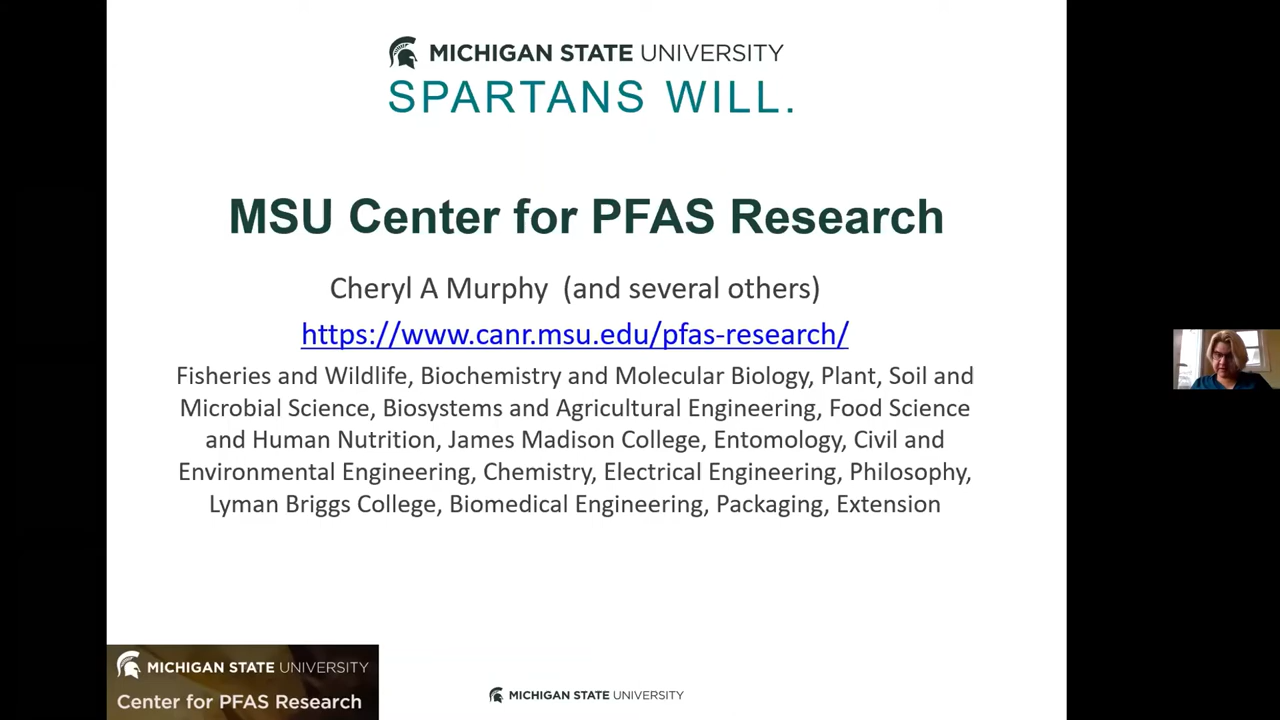 MICHIGAN STATE UNIVERSITY
SPARTANS WILL.
MSU Center for PFAS Research
Cheryl A Murphy (and several others)
https://www.canr.msu.edu/pfas-research/
Fisheries and Wildlife, Biochemistry and Molecular Biology, Plant, Soil and
Microbial Science, Biosystems and Agricultural Engineering, Food Science
and Human Nutrition, James Madison College, Entomology, Civil and
Environmental Engineering, Chemistry, Electrical Engineering, Philosophy,
Lyman Briggs College, Biomedical Engineering, Packaging, Extension
MICHIGAN STATE UNIVERSITY
Center for PFAS Research
MICHIGAN STATE UNIVERSITY